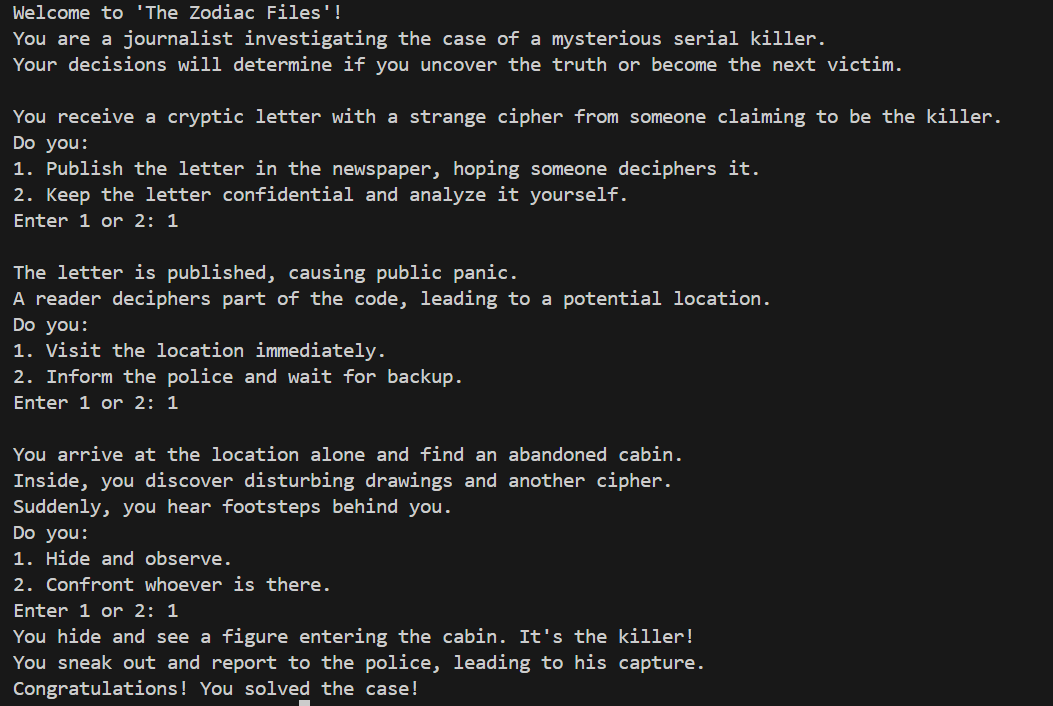 Welcome to 'The Zodiac Files'!
You are a journalist investigating the case of a mysterious serial killer.
Your decisions will determine if you uncover the truth or become the next victim.
You receive a cryptic letter with a strange cipher from someone claiming to be the killer.
Do you:
1. Publish the letter in the newspaper, hoping someone deciphers it.
2. Keep the letter confidential and analyze it yourself.
Enter 1 or 2: 1
The letter is published, causing public panic.
A reader deciphers part of the code, leading to a potential location.
Do you:
1. Visit the location immediately.
2. Inform the police and wait for backup.
Enter 1 or 2: 1
You arrive at the location alone and find an abandoned cabin.
Inside, you discover disturbing drawings and another cipher.
Suddenly, you hear footsteps behind you.
Do you:
1. Hide and observe.
2. Confront whoever is there.
Enter 1 or 2: 1
You hide and see a figure entering the cabin. It's the killer!
You sneak out and report to the police, leading to his capture.
Congratulations! You solved the case!